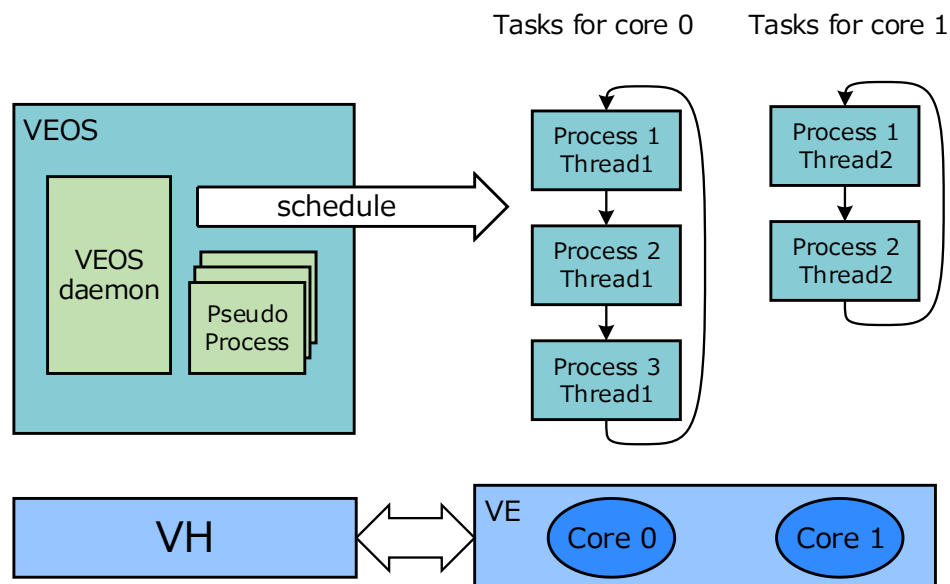 Tasks for core 0
Tasks for core 1
VEOS
VEOS
daemon
Pseudo
Process
schedule
Process 1
Thread1
Process 2
Thread1
Process 3
Thread1
Process 1
Thread2
Process 2
Thread2
VH
VE
Core 0
Core 1